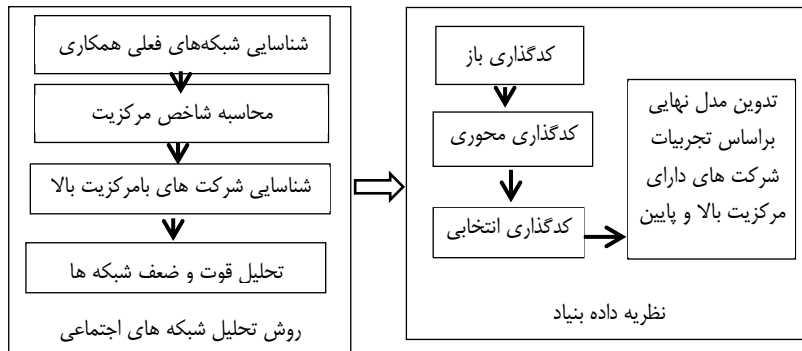 شناسایی شبکه‌های فعلی همکاری
محاسبه شاخص مرکزیت
شناسایی شرکت های بامرکزیت بالا
تحلیل قوت و ضعف شبکه ها
روش تحلیل شبکه های اجتماعی
کدگذاری باز
کدگذاری محوری
کدگذاری انتخابی
تدوین مدل نهایی
براساس تجربیات
شرکت های دارای
مرکزیت بالا و پایین
نظریه داده بنیاد